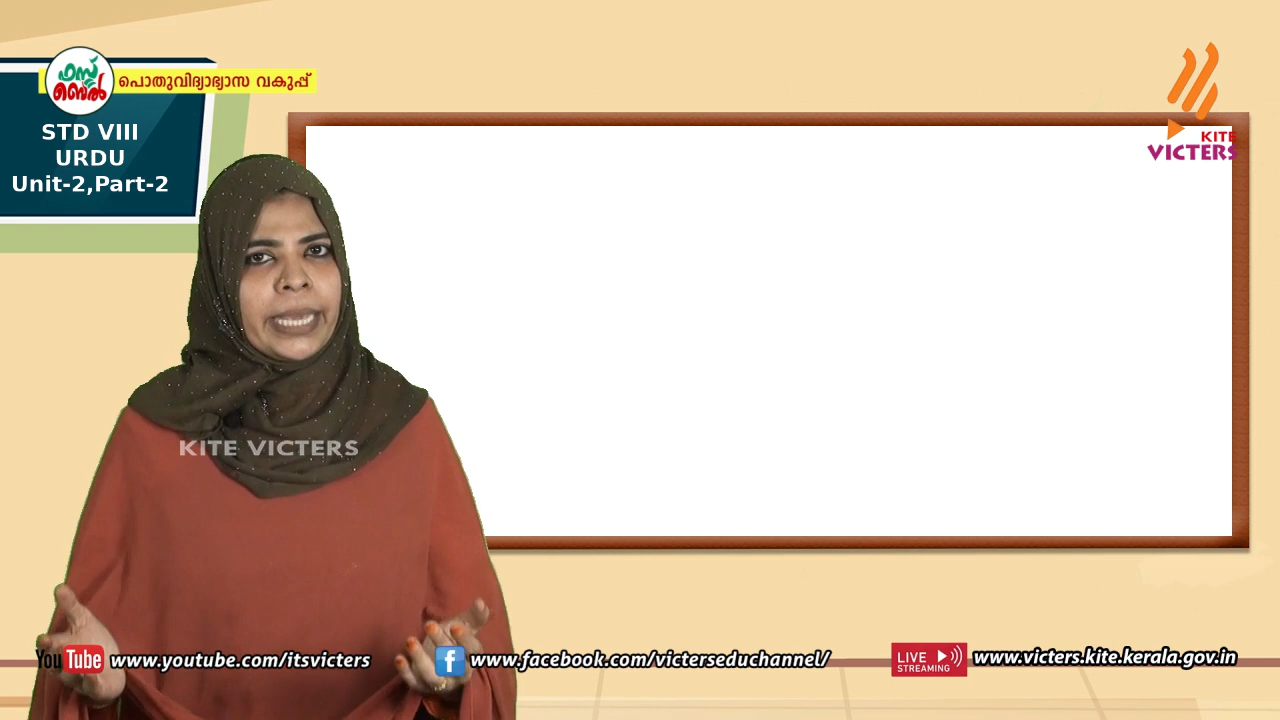 ഫസ്റ്റ്
ബെൽ
പൊതുവിദ്യാഭ്യാസ വകുപ്പ്
STD VIII
URDU
Unit-2,Part-2
KITE
VICTERS
KITE VICTERS
YouTube www.youtube.com/itsvicters
f www.facebook.com/victerseduchannel/
LIVE
STREAMING
www.victers.kite.kerala.gov.in